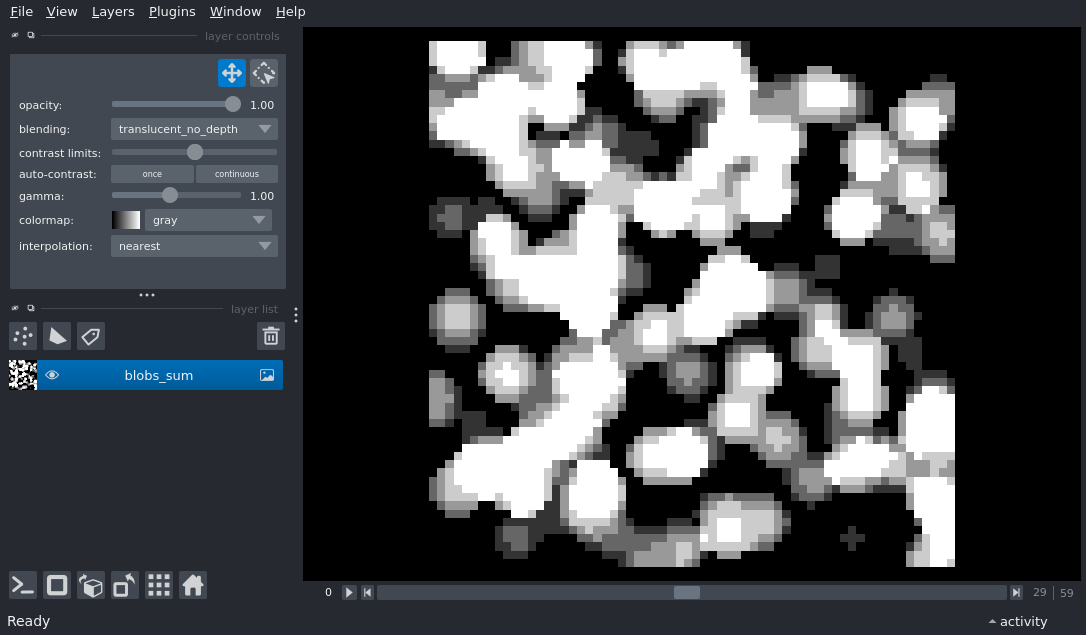 File View Layers Plugins Window Help
layer controls
opacity: 1.00
blending: translucent_no_depth
contrast limits:
auto-contrast: once continuous
gamma: 1.00
colormap: gray
interpolation: nearest
layer list
blobs_sum
0 29 59
Ready activity